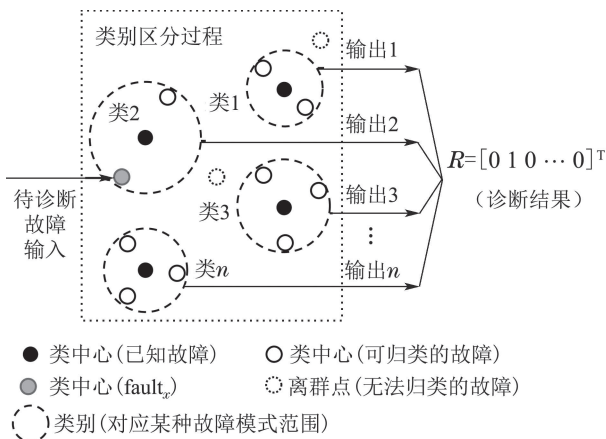 类别区分过程
输出1
类1
类2
输出2
R=[0 1 0 … 0]ᵀ
(诊断结果)
待诊断
故障
输入
类3
输出3
⋮
类n
输出n
类中心(已知故障)
类中心(可归类的故障)
类中心(faultₓ)
离群点(无法归类的故障)
类别(对应某种故障模式范围)